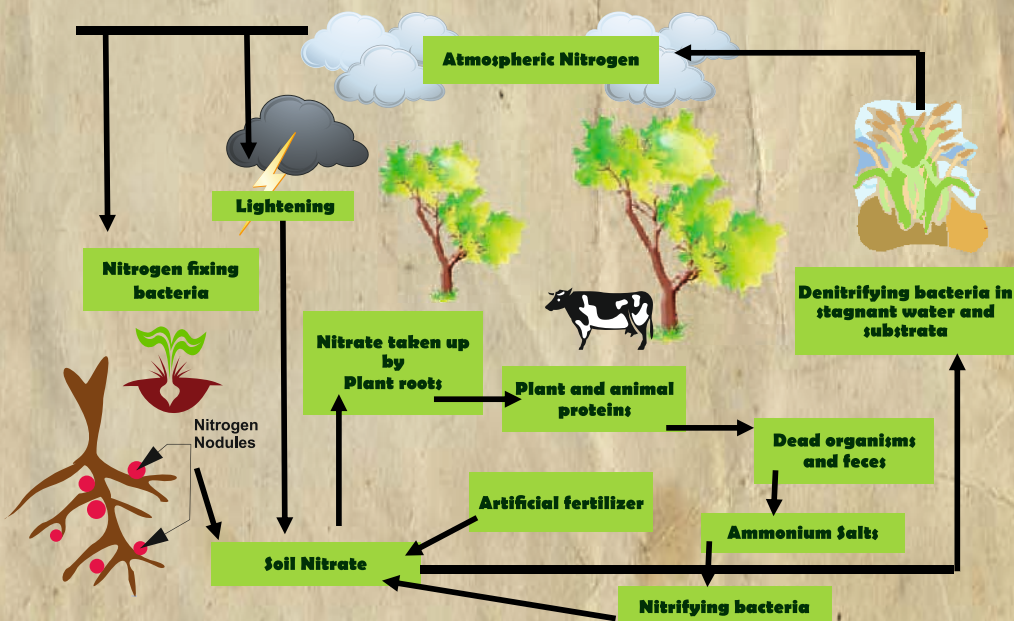 Atmospheric Nitrogen
Lightening
Nitrogen fixing
bacteria
Denitrifying bacteria in
stagnant water and
substrata
Nitrate taken up
by
Plant roots
Plant and animal
proteins
Nitrogen
Nodules
Dead organisms
and feces
Artificial fertilizer
Ammonium Salts
Soil Nitrate
Nitrifying bacteria